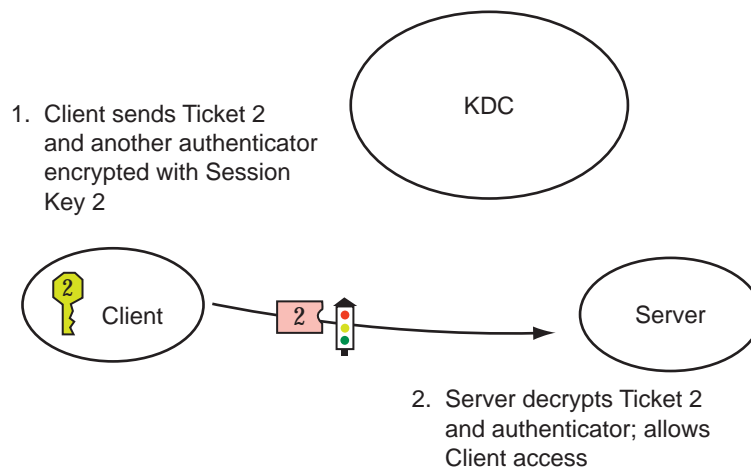 KDC
1. Client sends Ticket 2
and another authenticator
encrypted with Session
Key 2
2
Client
2
Server
2. Server decrypts Ticket 2
and authenticator; allows
Client access